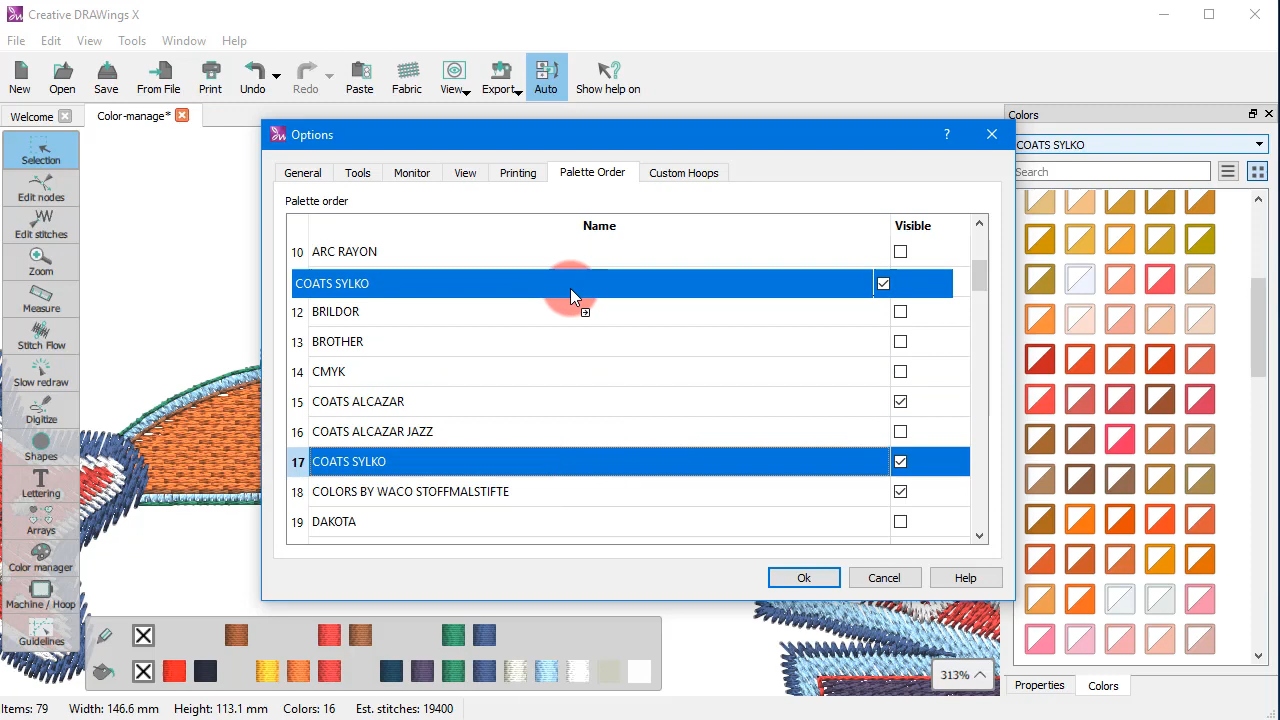 Creative DRAWings X
File Edit View Tools Window Help
New Open Save From File Print Undo Redo Paste Fabric View Export Auto Show help on
Welcome Color-manage*
Selection
Edit nodes
Edit stitches
Zoom
Measure
Stitch Flow
Slow redraw
Digitize
Shapes
Lettering
Arrays
Color manager
Machine / Hoop
Guidelines
Options ?
General Tools Monitor View Printing Palette Order Custom Hoops
Palette order
Name Visible
10 ARC RAYON
COATS SYLKO
12 BRILDOR
13 BROTHER
14 CMYK
15 COATS ALCAZAR
16 COATS ALCAZAR JAZZ
17 COATS SYLKO
18 COLORS BY WACO STOFFMALSTIFTE
19 DAKOTA
Ok Cancel Help
Colors
COATS SYLKO
Search
Properties Colors
313%
Items: 79 Width: 146.6 mm Height: 113.1 mm Colors: 16 Est. stitches: 19400